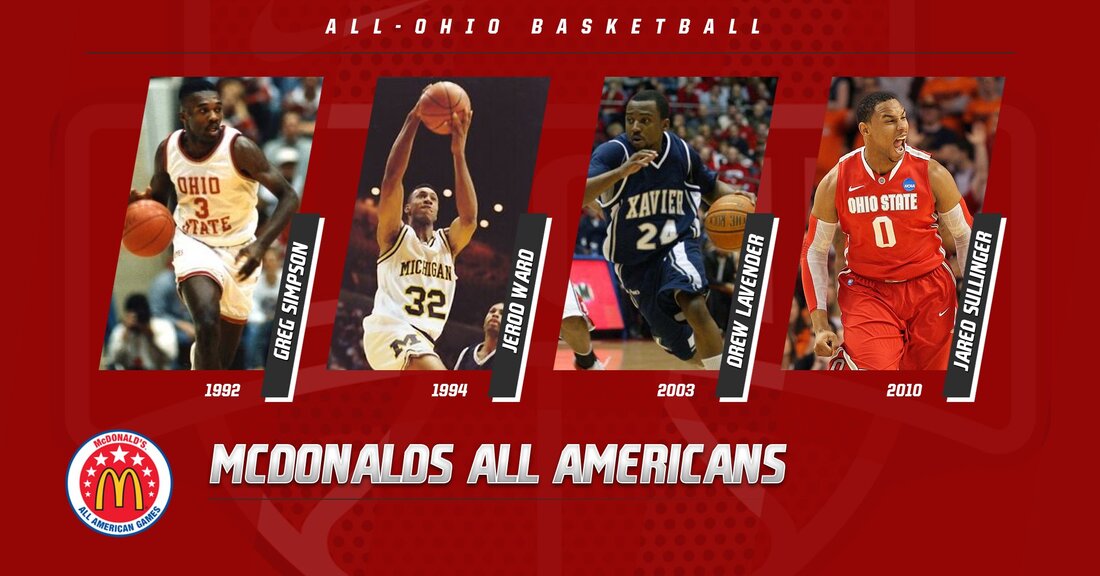 ALL-OHIO BASKETBALL
OHIO
3
STATE
GREG SIMPSON
MICHIGAN
32
M
JEROD WARD
XAVIER
24
DREW LAVENDER
NCAA
OHIO STATE
0
JARED SULLINGER
1992
1994
2003
2010
McDONALD'S
M
ALL AMERICAN GAMES
MCDONALDS ALL AMERICANS